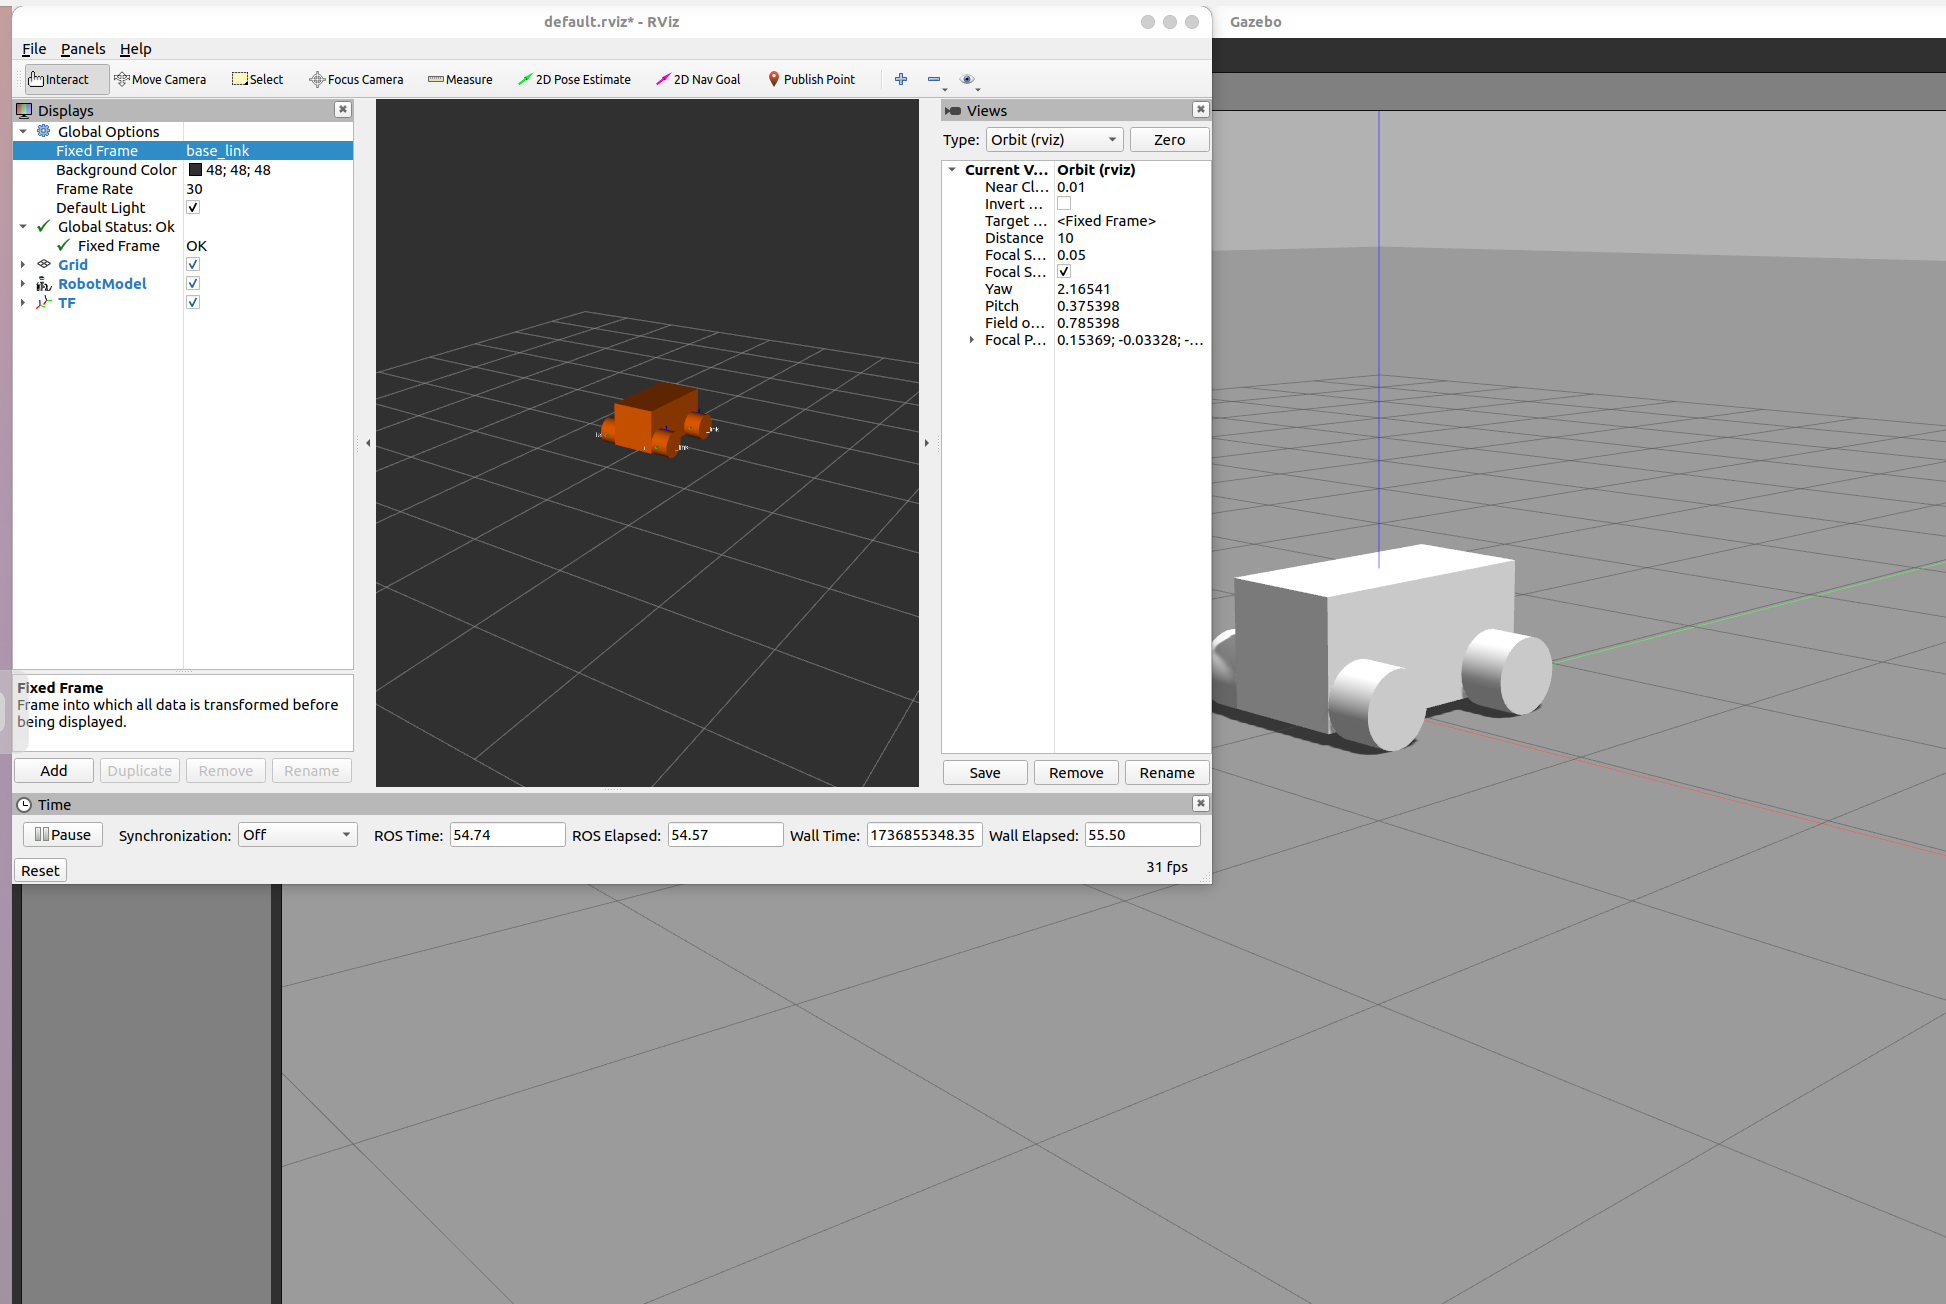 default.rviz* - RViz
Gazebo
File Panels Help
Interact Move Camera Select Focus Camera Measure 2D Pose Estimate 2D Nav Goal Publish Point
Displays
Global Options
Fixed Frame base_link
Background Color 48; 48; 48
Frame Rate 30
Default Light
Global Status: Ok
Fixed Frame OK
Grid
RobotModel
TF
Fixed Frame
Frame into which all data is transformed before
being displayed.
Add Duplicate Remove Rename
Views
Type: Orbit (rviz) Zero
Current V... Orbit (rviz)
Near Cl... 0.01
Invert ...
Target ... <Fixed Frame>
Distance 10
Focal S... 0.05
Focal S...
Yaw 2.16541
Pitch 0.375398
Field o... 0.785398
Focal P... 0.15369; -0.03328; -...
Save Remove Rename
Time
Pause Synchronization: Off ROS Time: 54.74 ROS Elapsed: 54.57 Wall Time: 1736855348.35 Wall Elapsed: 55.50
Reset 31 fps